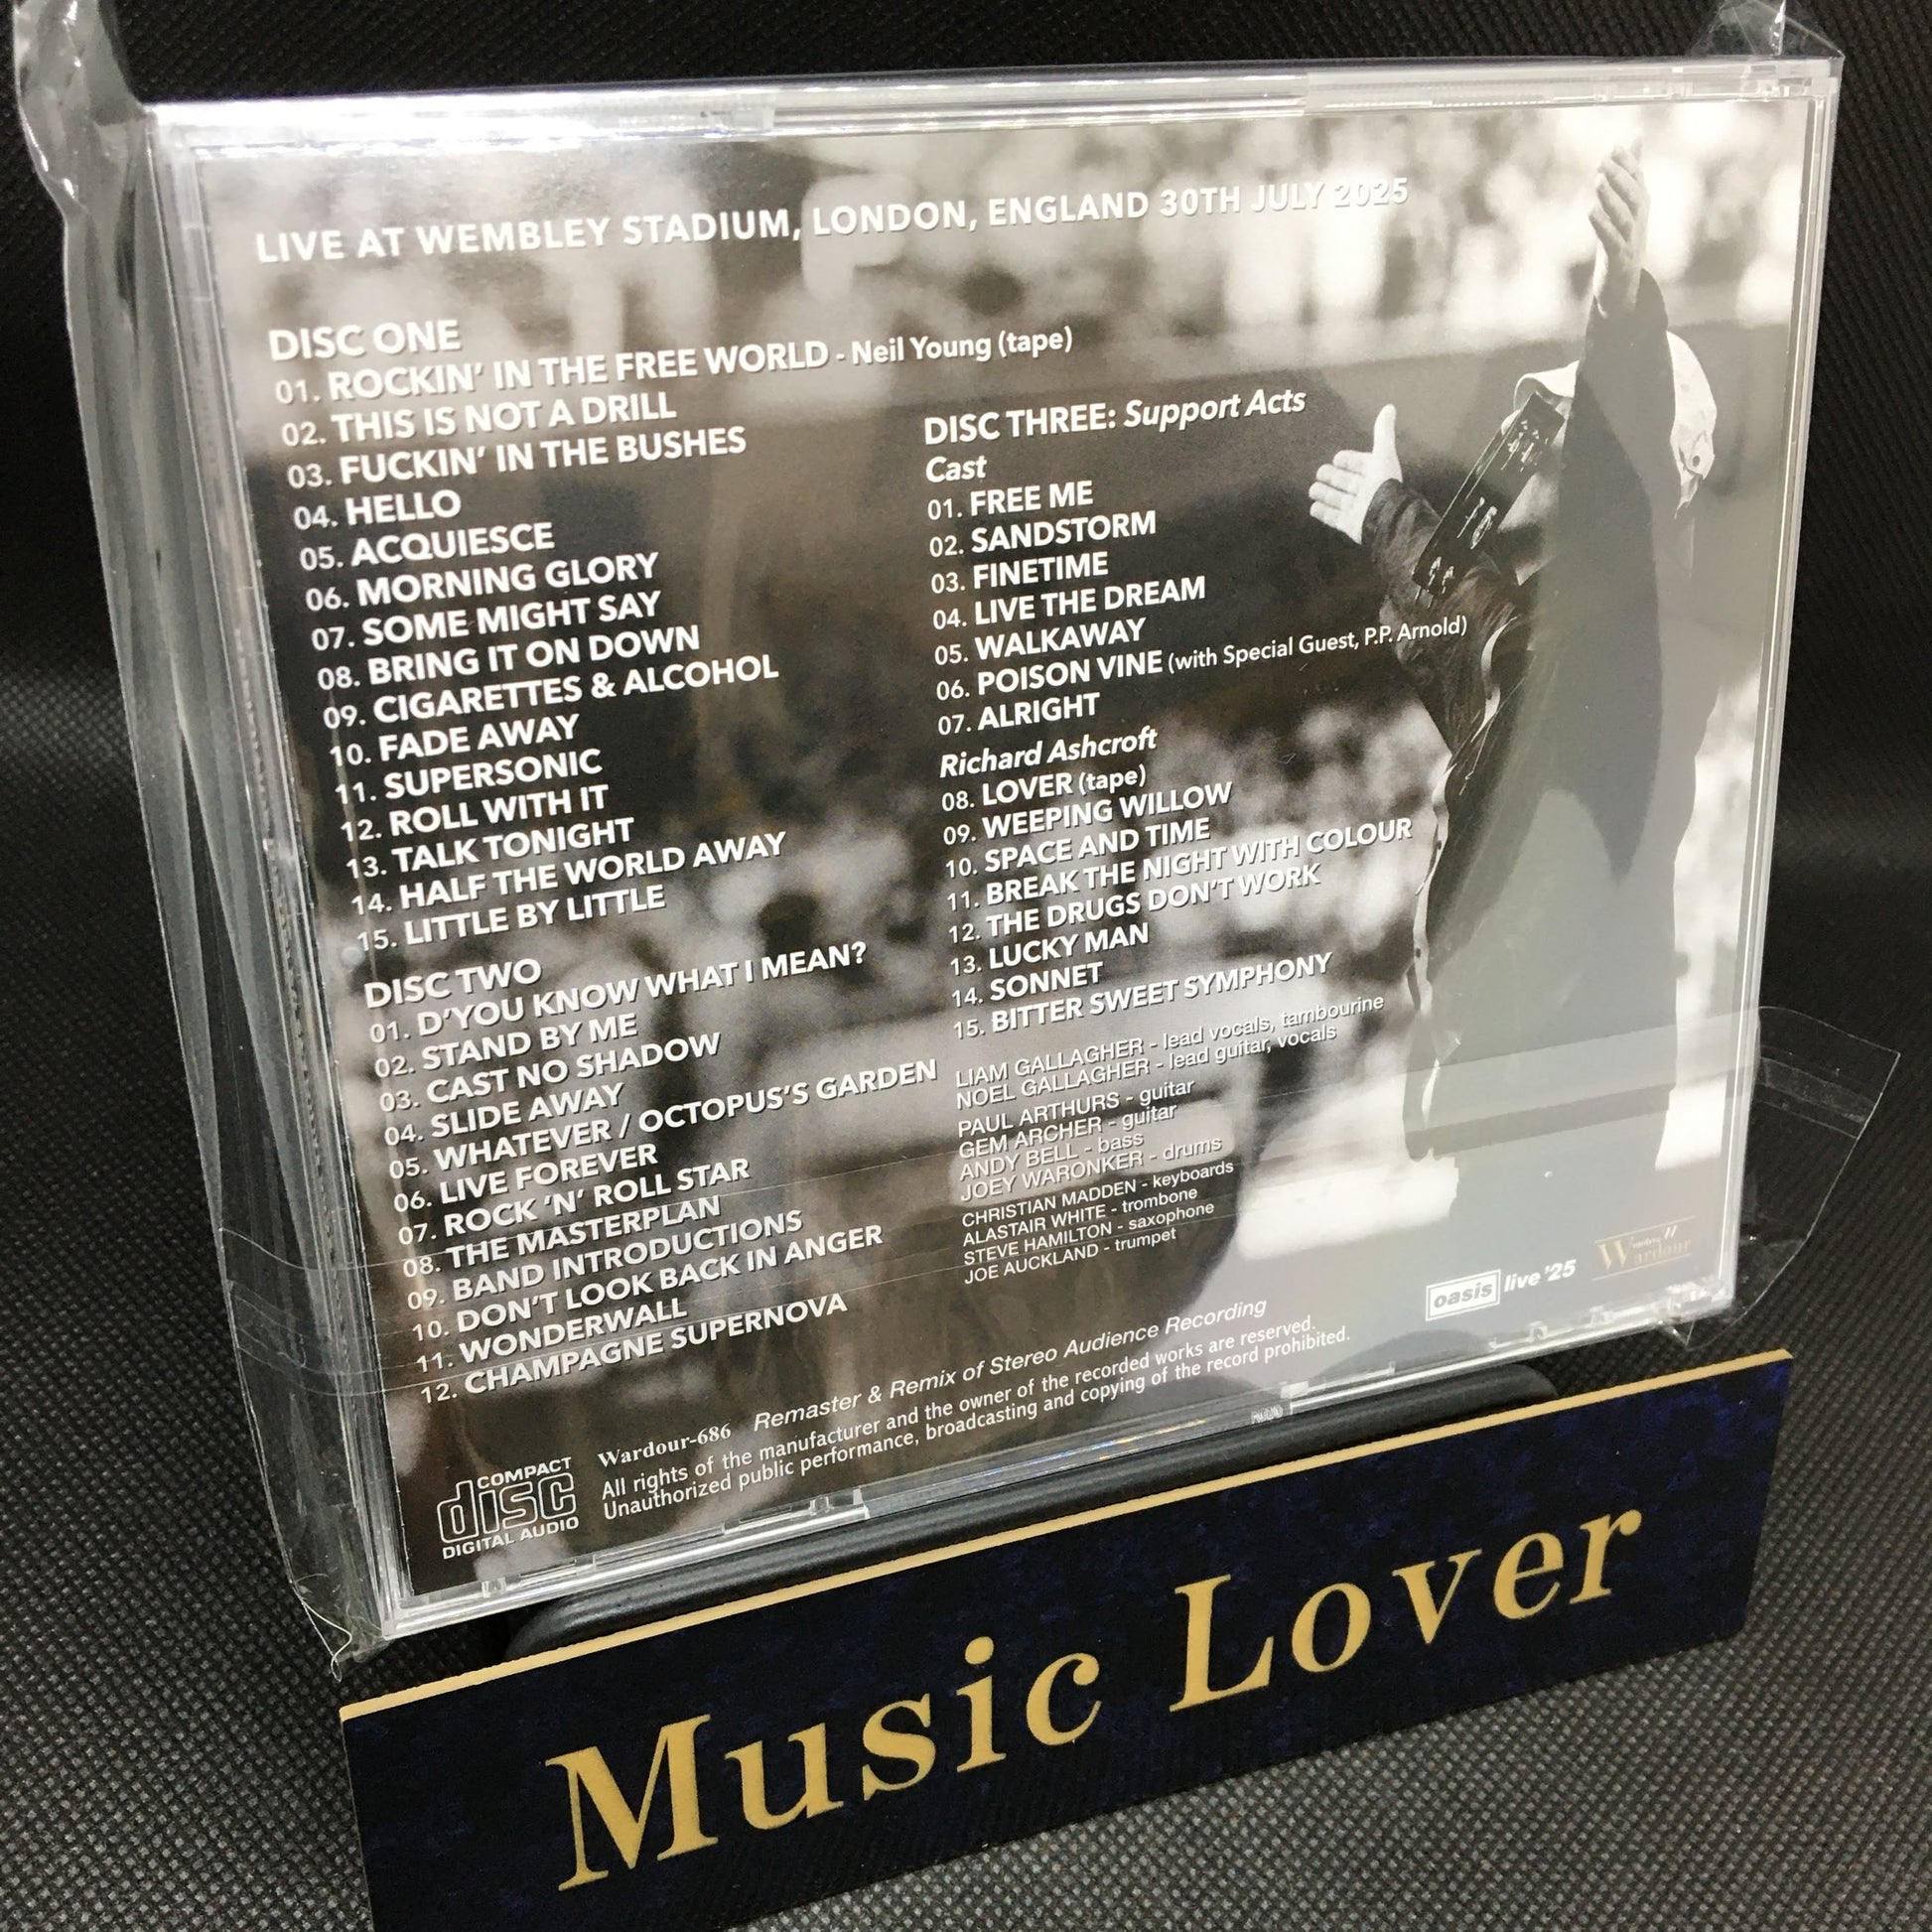 LIVE AT WEMBLEY STADIUM, LONDON, ENGLAND 30TH JULY 2025
DISC ONE
01. ROCKIN' IN THE FREE WORLD - Neil Young (tape)
02. THIS IS NOT A DRILL
03. FUCKIN' IN THE BUSHES
04. HELLO
05. ACQUIESCE
06. MORNING GLORY
07. SOME MIGHT SAY
08. BRING IT ON DOWN
09. CIGARETTES & ALCOHOL
10. FADE AWAY
11. SUPERSONIC
12. ROLL WITH IT
13. TALK TONIGHT
14. HALF THE WORLD AWAY
15. LITTLE BY LITTLE
DISC TWO
01. D'YOU KNOW WHAT I MEAN?
02. STAND BY ME
03. CAST NO SHADOW
04. SLIDE AWAY
05. WHATEVER / OCTOPUS'S GARDEN
06. LIVE FOREVER
07. ROCK 'N' ROLL STAR
08. THE MASTERPLAN
09. BAND INTRODUCTIONS
10. DON'T LOOK BACK IN ANGER
11. WONDERWALL
12. CHAMPAGNE SUPERNOVA
DISC THREE: Support Acts
Cast
01. FREE ME
02. SANDSTORM
03. FINETIME
04. LIVE THE DREAM
05. WALKAWAY
06. POISON VINE (with Special Guest, P.P. Arnold)
07. ALRIGHT
Richard Ashcroft
08. LOVER (tape)
09. WEEPING WILLOW
10. SPACE AND TIME
11. BREAK THE NIGHT WITH COLOUR
12. THE DRUGS DON'T WORK
13. LUCKY MAN
14. SONNET
15. BITTER SWEET SYMPHONY
LIAM GALLAGHER - lead vocals, tambourine
NOEL GALLAGHER - lead guitar, vocals
PAUL ARTHURS - guitar
GEM ARCHER - guitar
ANDY BELL - bass
JOEY WARONKER - drums
CHRISTIAN MADDEN - keyboards
ALASTAIR WHITE - trombone
STEVE HAMILTON - saxophone
JOE AUCKLAND - trumpet
oasis live '25
Wardour
COMPACT
disc
DIGITAL AUDIO
Wardour-686 Remaster & Remix of Stereo Audience Recording
All rights of the manufacturer and the owner of the recorded works are reserved.
Unauthorized public performance, broadcasting and copying of the record prohibited.
Music Lover